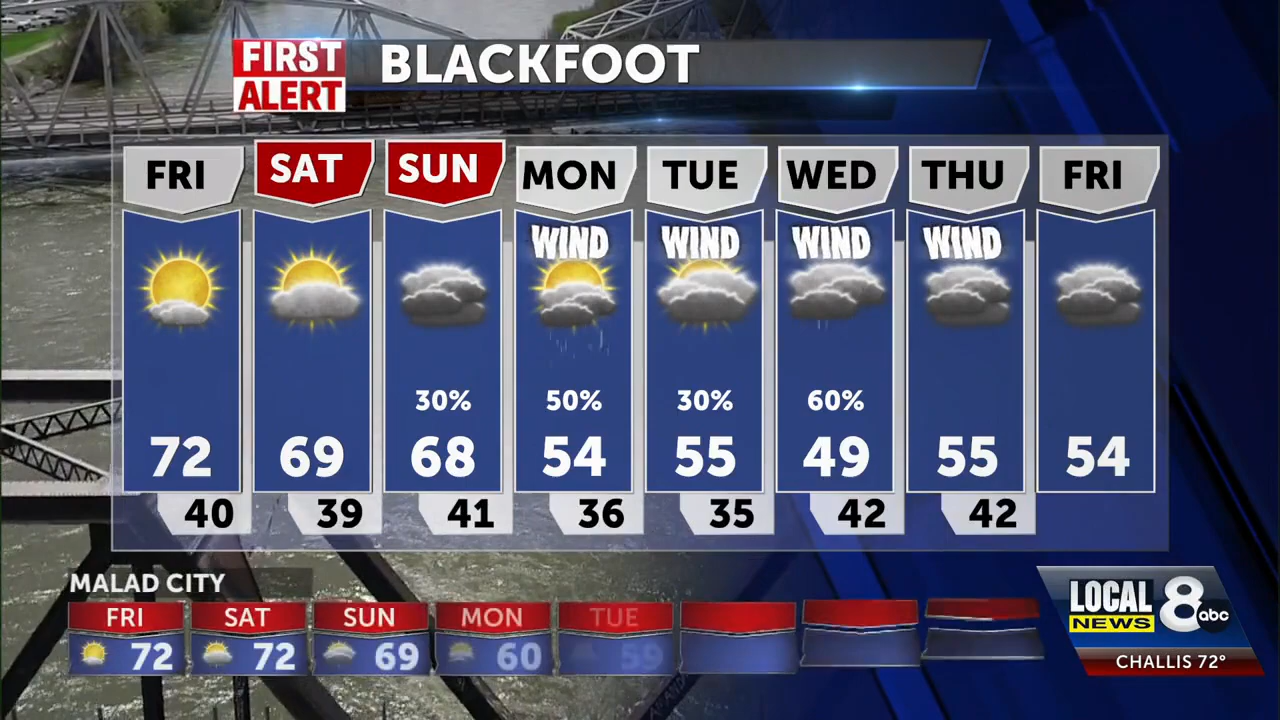 FIRST ALERT
BLACKFOOT
FRI SAT SUN MON TUE WED THU FRI
WIND WIND WIND WIND
30% 50% 30% 60%
72 69 68 54 55 49 55 54
40 39 41 36 35 42 42
MALAD CITY
FRI SAT SUN MON TUE
72 72 69 60 59
LOCAL
NEWS 8 abc
CHALLIS 72°